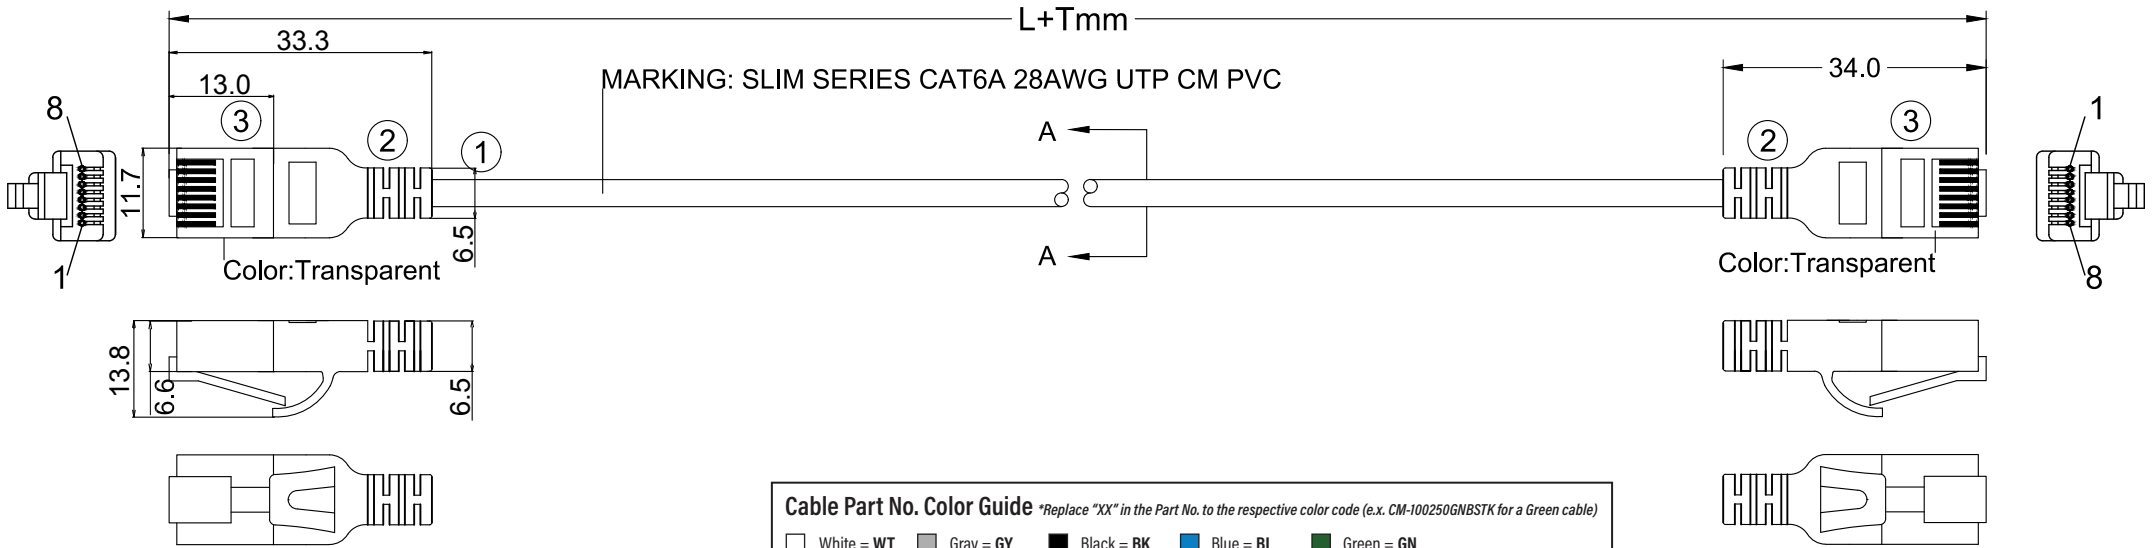 L+Tmm
33.3
34.0
MARKING: SLIM SERIES CAT6A 28AWG UTP CM PVC
13.0
8
3
2
1
A
2
3
1
11.7
6.5
A
1
Color:Transparent
Color:Transparent
8
13.8
6.6
6.5
Cable Part No. Color Guide *Replace "XX" in the Part No. to the respective color code (e.x. CM-100250GNBSTK for a Green cable)
White = WT Gray = GY Black = BK Blue = BL Green = GN